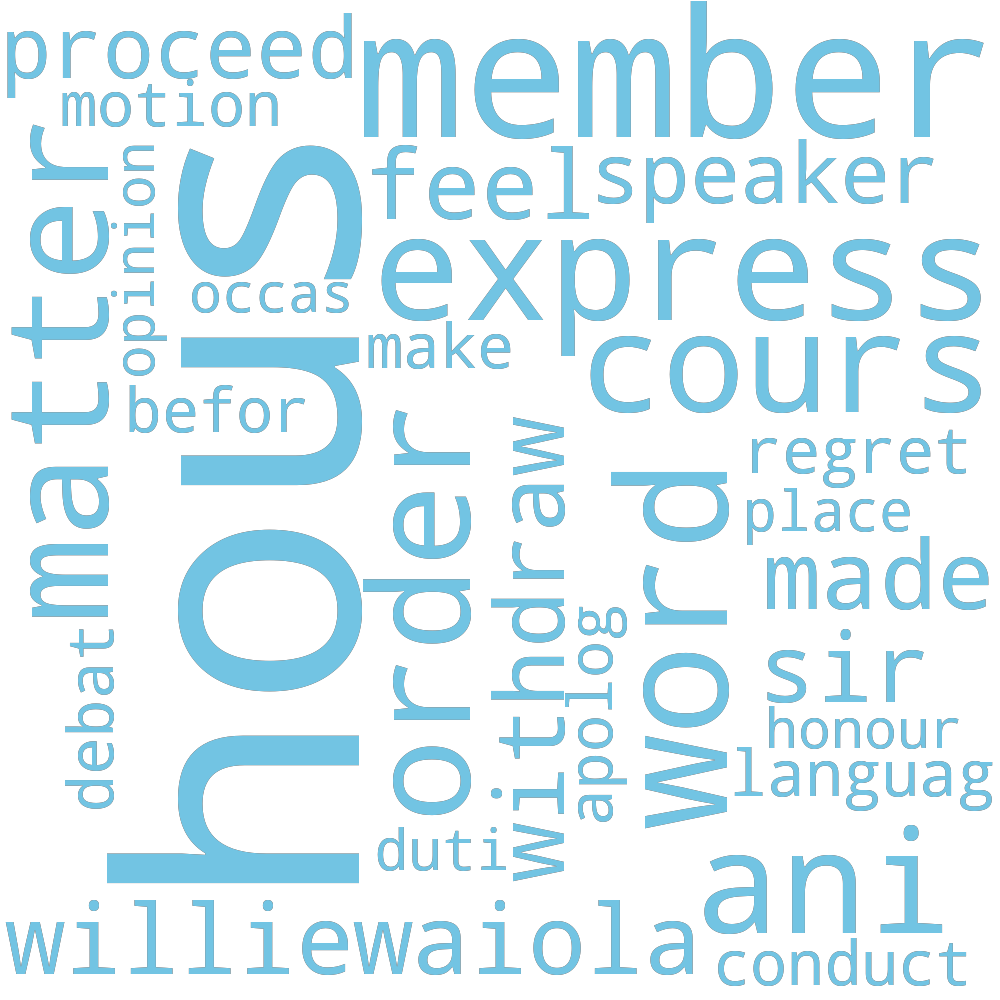 proceed
member
motion
matter
opinion
hous
feel
speaker
occas
express
make
cours
befor
order
withdraw
word
regret
place
made
debat
apolog
sir
honour
languag
duti
ani
williewaiola
conduct